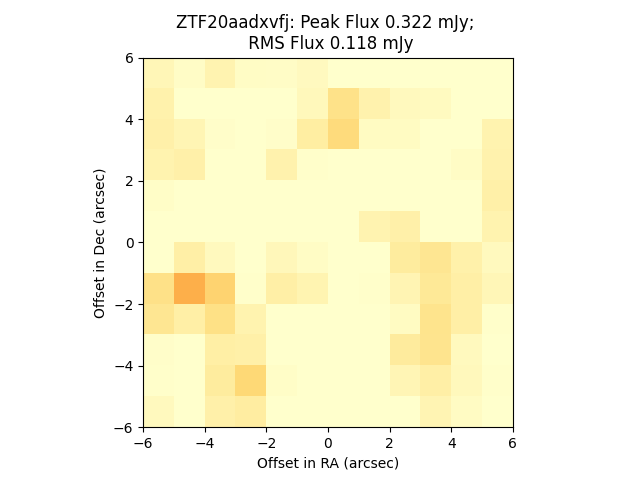 ZTF20aadxvfj: Peak Flux 0.322 mJy;
RMS Flux 0.118 mJy
6
4
2
0
−2
−4
−6
Offset in Dec (arcsec)
−6 −4 −2 0 2 4 6
Offset in RA (arcsec)